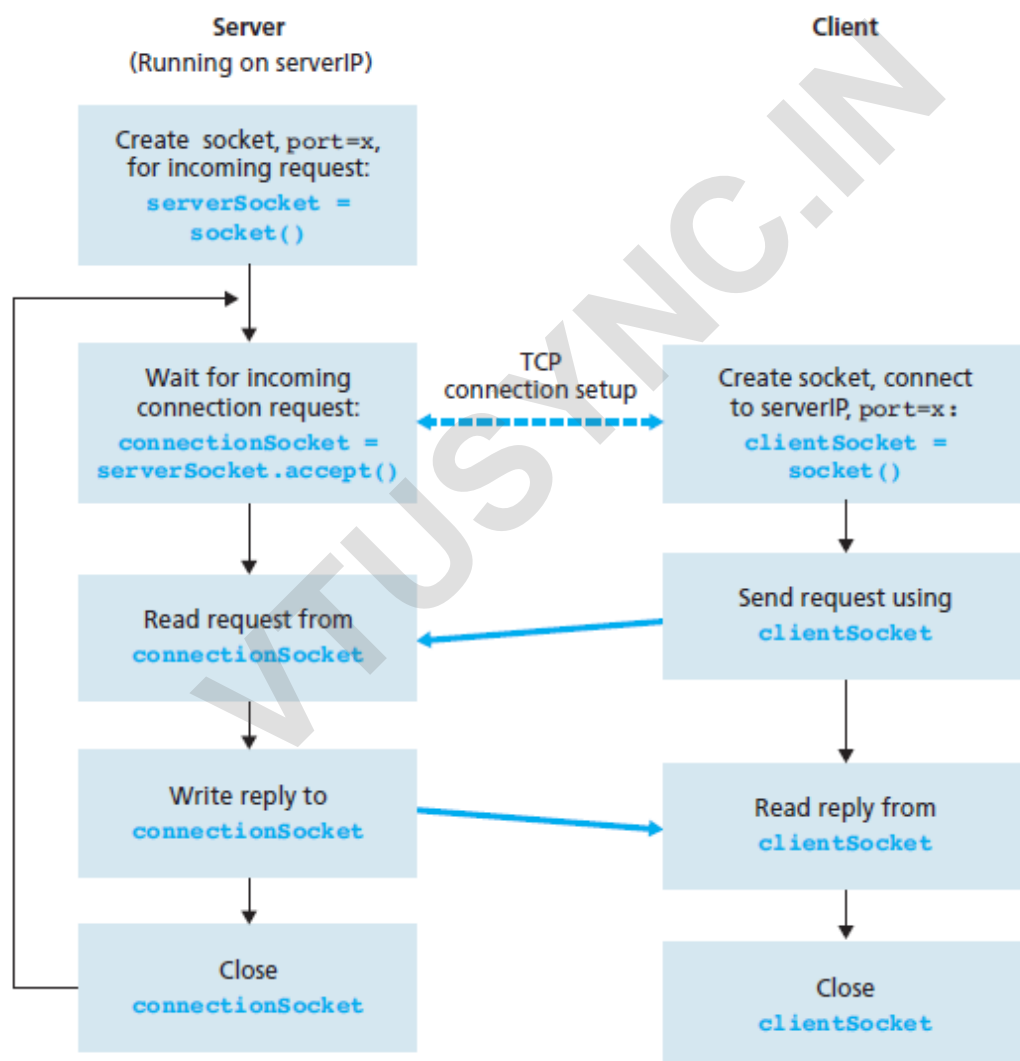 Server
(Running on serverIP)
Client
Create socket, port=x,
for incoming request:
serverSocket =
socket()
Wait for incoming
connection request:
connectionSocket =
serverSocket.accept()
TCP
connection setup
Create socket, connect
to serverIP, port=x:
clientSocket =
socket()
Read request from
connectionSocket
Send request using
clientSocket
Write reply to
connectionSocket
Read reply from
clientSocket
Close
connectionSocket
Close
clientSocket
VTUSYNC.IN